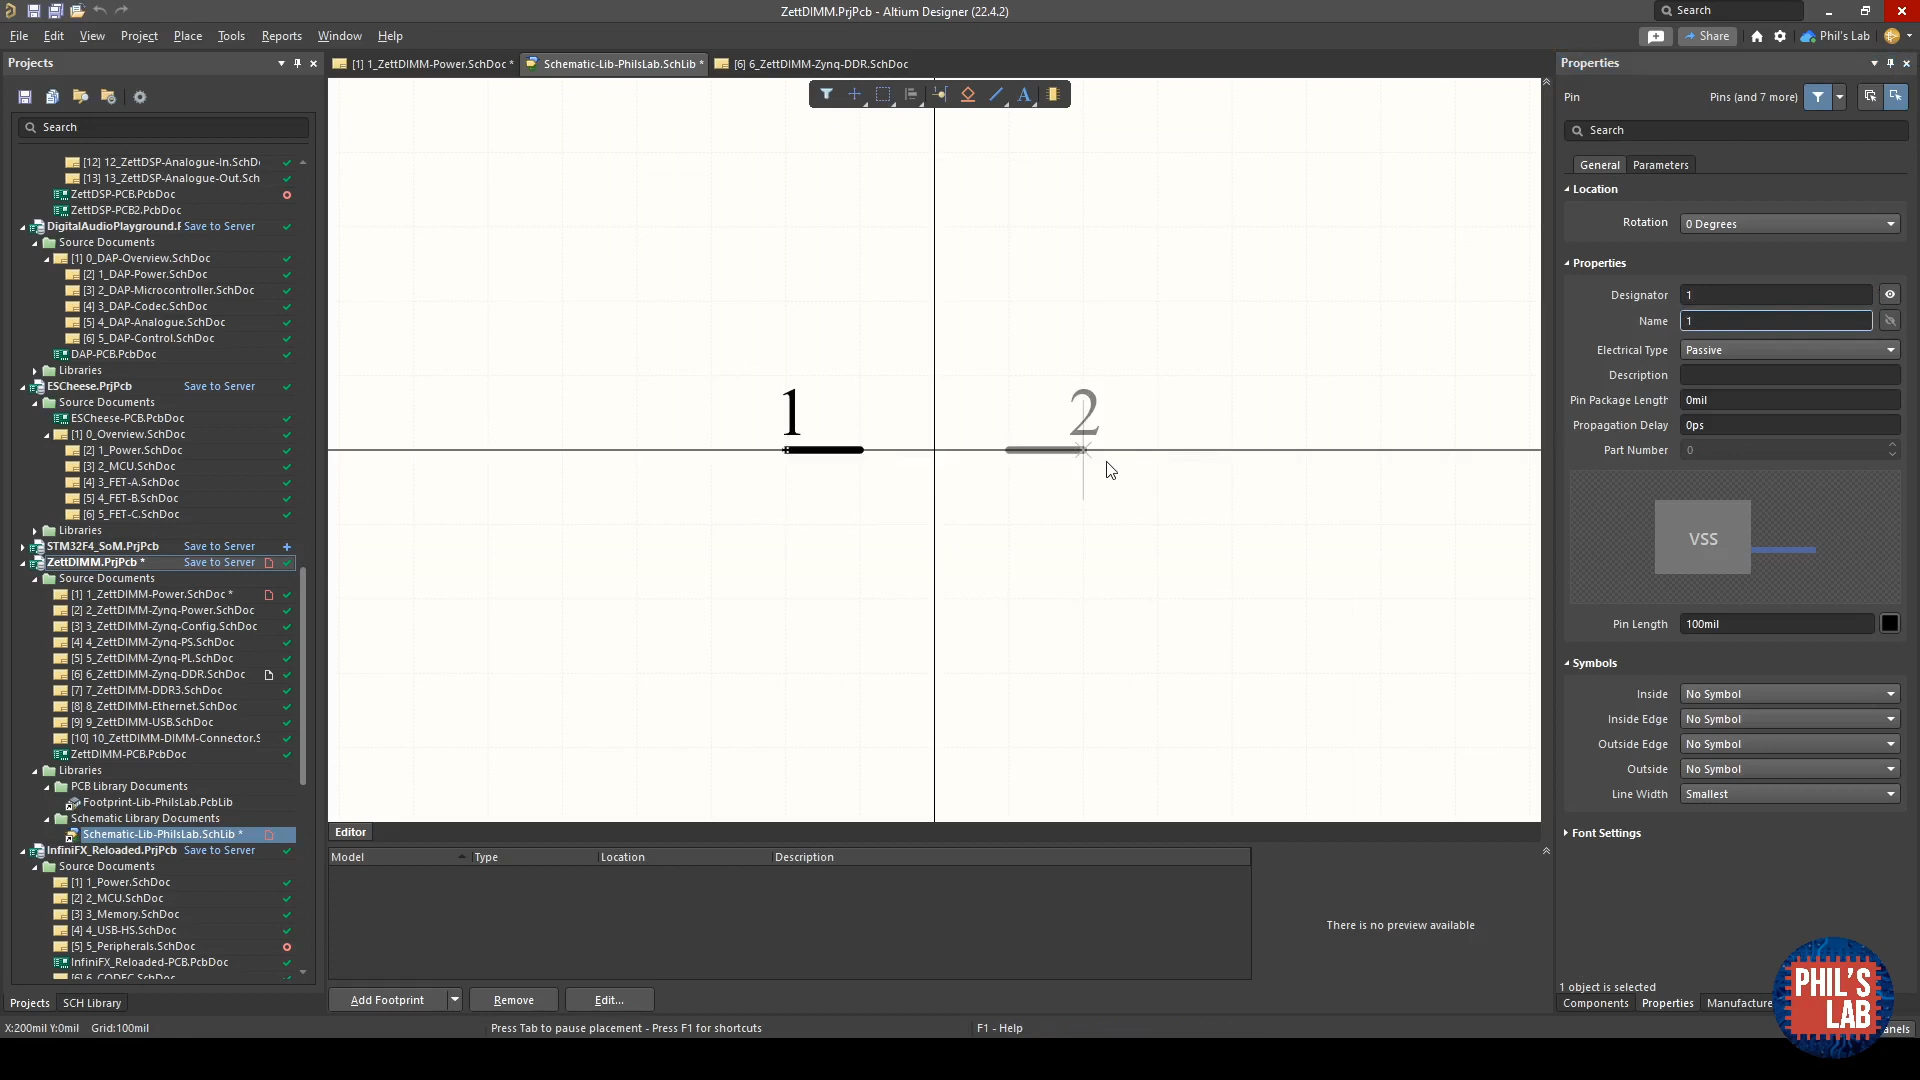 ZettDIMM.PrjPcb - Altium Designer (22.4.2)
Search
File Edit View Project Place Tools Reports Window Help
Share
Phil's Lab
Projects
[1] 1_ZettDIMM-Power.SchDoc *
Schematic-Lib-PhilsLab.SchLib *
[6] 6_ZettDIMM-Zynq-DDR.SchDoc
Properties
Search
[12] 12_ZettDSP-Analogue-In.SchD
[13] 13_ZettDSP-Analogue-Out.Sch
ZettDSP-PCB.PcbDoc
ZettDSP-PCB2.PcbDoc
DigitalAudioPlayground.F Save to Server
Source Documents
[1] 0_DAP-Overview.SchDoc
[2] 1_DAP-Power.SchDoc
[3] 2_DAP-Microcontroller.SchDoc
[4] 3_DAP-Codec.SchDoc
[5] 4_DAP-Analogue.SchDoc
[6] 5_DAP-Control.SchDoc
DAP-PCB.PcbDoc
Libraries
ESCheese.PrjPcb Save to Server
Source Documents
ESCheese-PCB.PcbDoc
[1] 0_Overview.SchDoc
[2] 1_Power.SchDoc
[3] 2_MCU.SchDoc
[4] 3_FET-A.SchDoc
[5] 4_FET-B.SchDoc
[6] 5_FET-C.SchDoc
Libraries
STM32F4_SoM.PrjPcb Save to Server
ZettDIMM.PrjPcb * Save to Server
Source Documents
[1] 1_ZettDIMM-Power.SchDoc *
[2] 2_ZettDIMM-Zynq-Power.SchDoc
[3] 3_ZettDIMM-Zynq-Config.SchDoc
[4] 4_ZettDIMM-Zynq-PS.SchDoc
[5] 5_ZettDIMM-Zynq-PL.SchDoc
[6] 6_ZettDIMM-Zynq-DDR.SchDoc
[7] 7_ZettDIMM-DDR3.SchDoc
[8] 8_ZettDIMM-Ethernet.SchDoc
[9] 9_ZettDIMM-USB.SchDoc
[10] 10_ZettDIMM-DIMM-Connector.S
ZettDIMM-PCB.PcbDoc
Libraries
PCB Library Documents
Footprint-Lib-PhilsLab.PcbLib
Schematic Library Documents
Schematic-Lib-PhilsLab.SchLib *
InfiniFX_Reloaded.PrjPcb Save to Server
Source Documents
[1] 1_Power.SchDoc
[2] 2_MCU.SchDoc
[3] 3_Memory.SchDoc
[4] 4_USB-HS.SchDoc
[5] 5_Peripherals.SchDoc
InfiniFX_Reloaded-PCB.PcbDoc
[6] 6_CODEC.SchDoc
Projects SCH Library
1
2
Editor
Model Type Location Description
There is no preview available
Add Footprint Remove Edit...
Pin Pins (and 7 more)
Search
General Parameters
Location
Rotation 0 Degrees
Properties
Designator 1
Name 1
Electrical Type Passive
Description
Pin Package Length 0mil
Propagation Delay 0ps
Part Number 0
VSS
Pin Length 100mil
Symbols
Inside No Symbol
Inside Edge No Symbol
Outside Edge No Symbol
Outside No Symbol
Line Width Smallest
Font Settings
1 object is selected
Components Properties Manufacture
PHIL'S
LAB
X:200mil Y:0mil Grid:100mil
Press Tab to pause placement - Press F1 for shortcuts
F1 - Help
anels